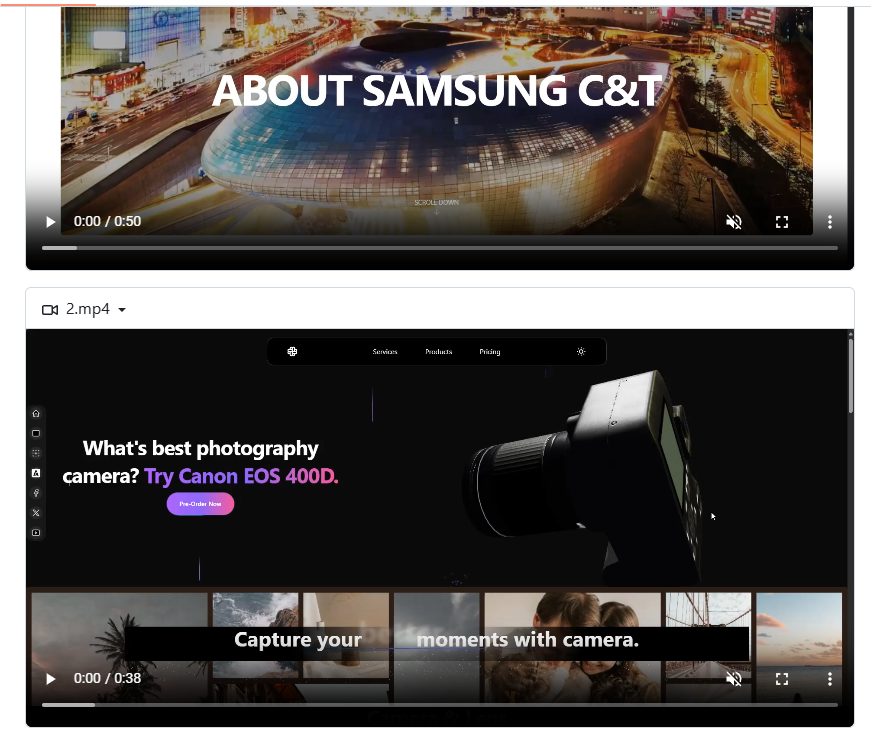 ABOUT SAMSUNG C&T
SCROLL DOWN
0:00 / 0:50
2.mp4
Services Products Pricing
What's best photography
camera? Try Canon EOS 400D.
Pre-Order Now
Capture your moments with camera.
0:00 / 0:38